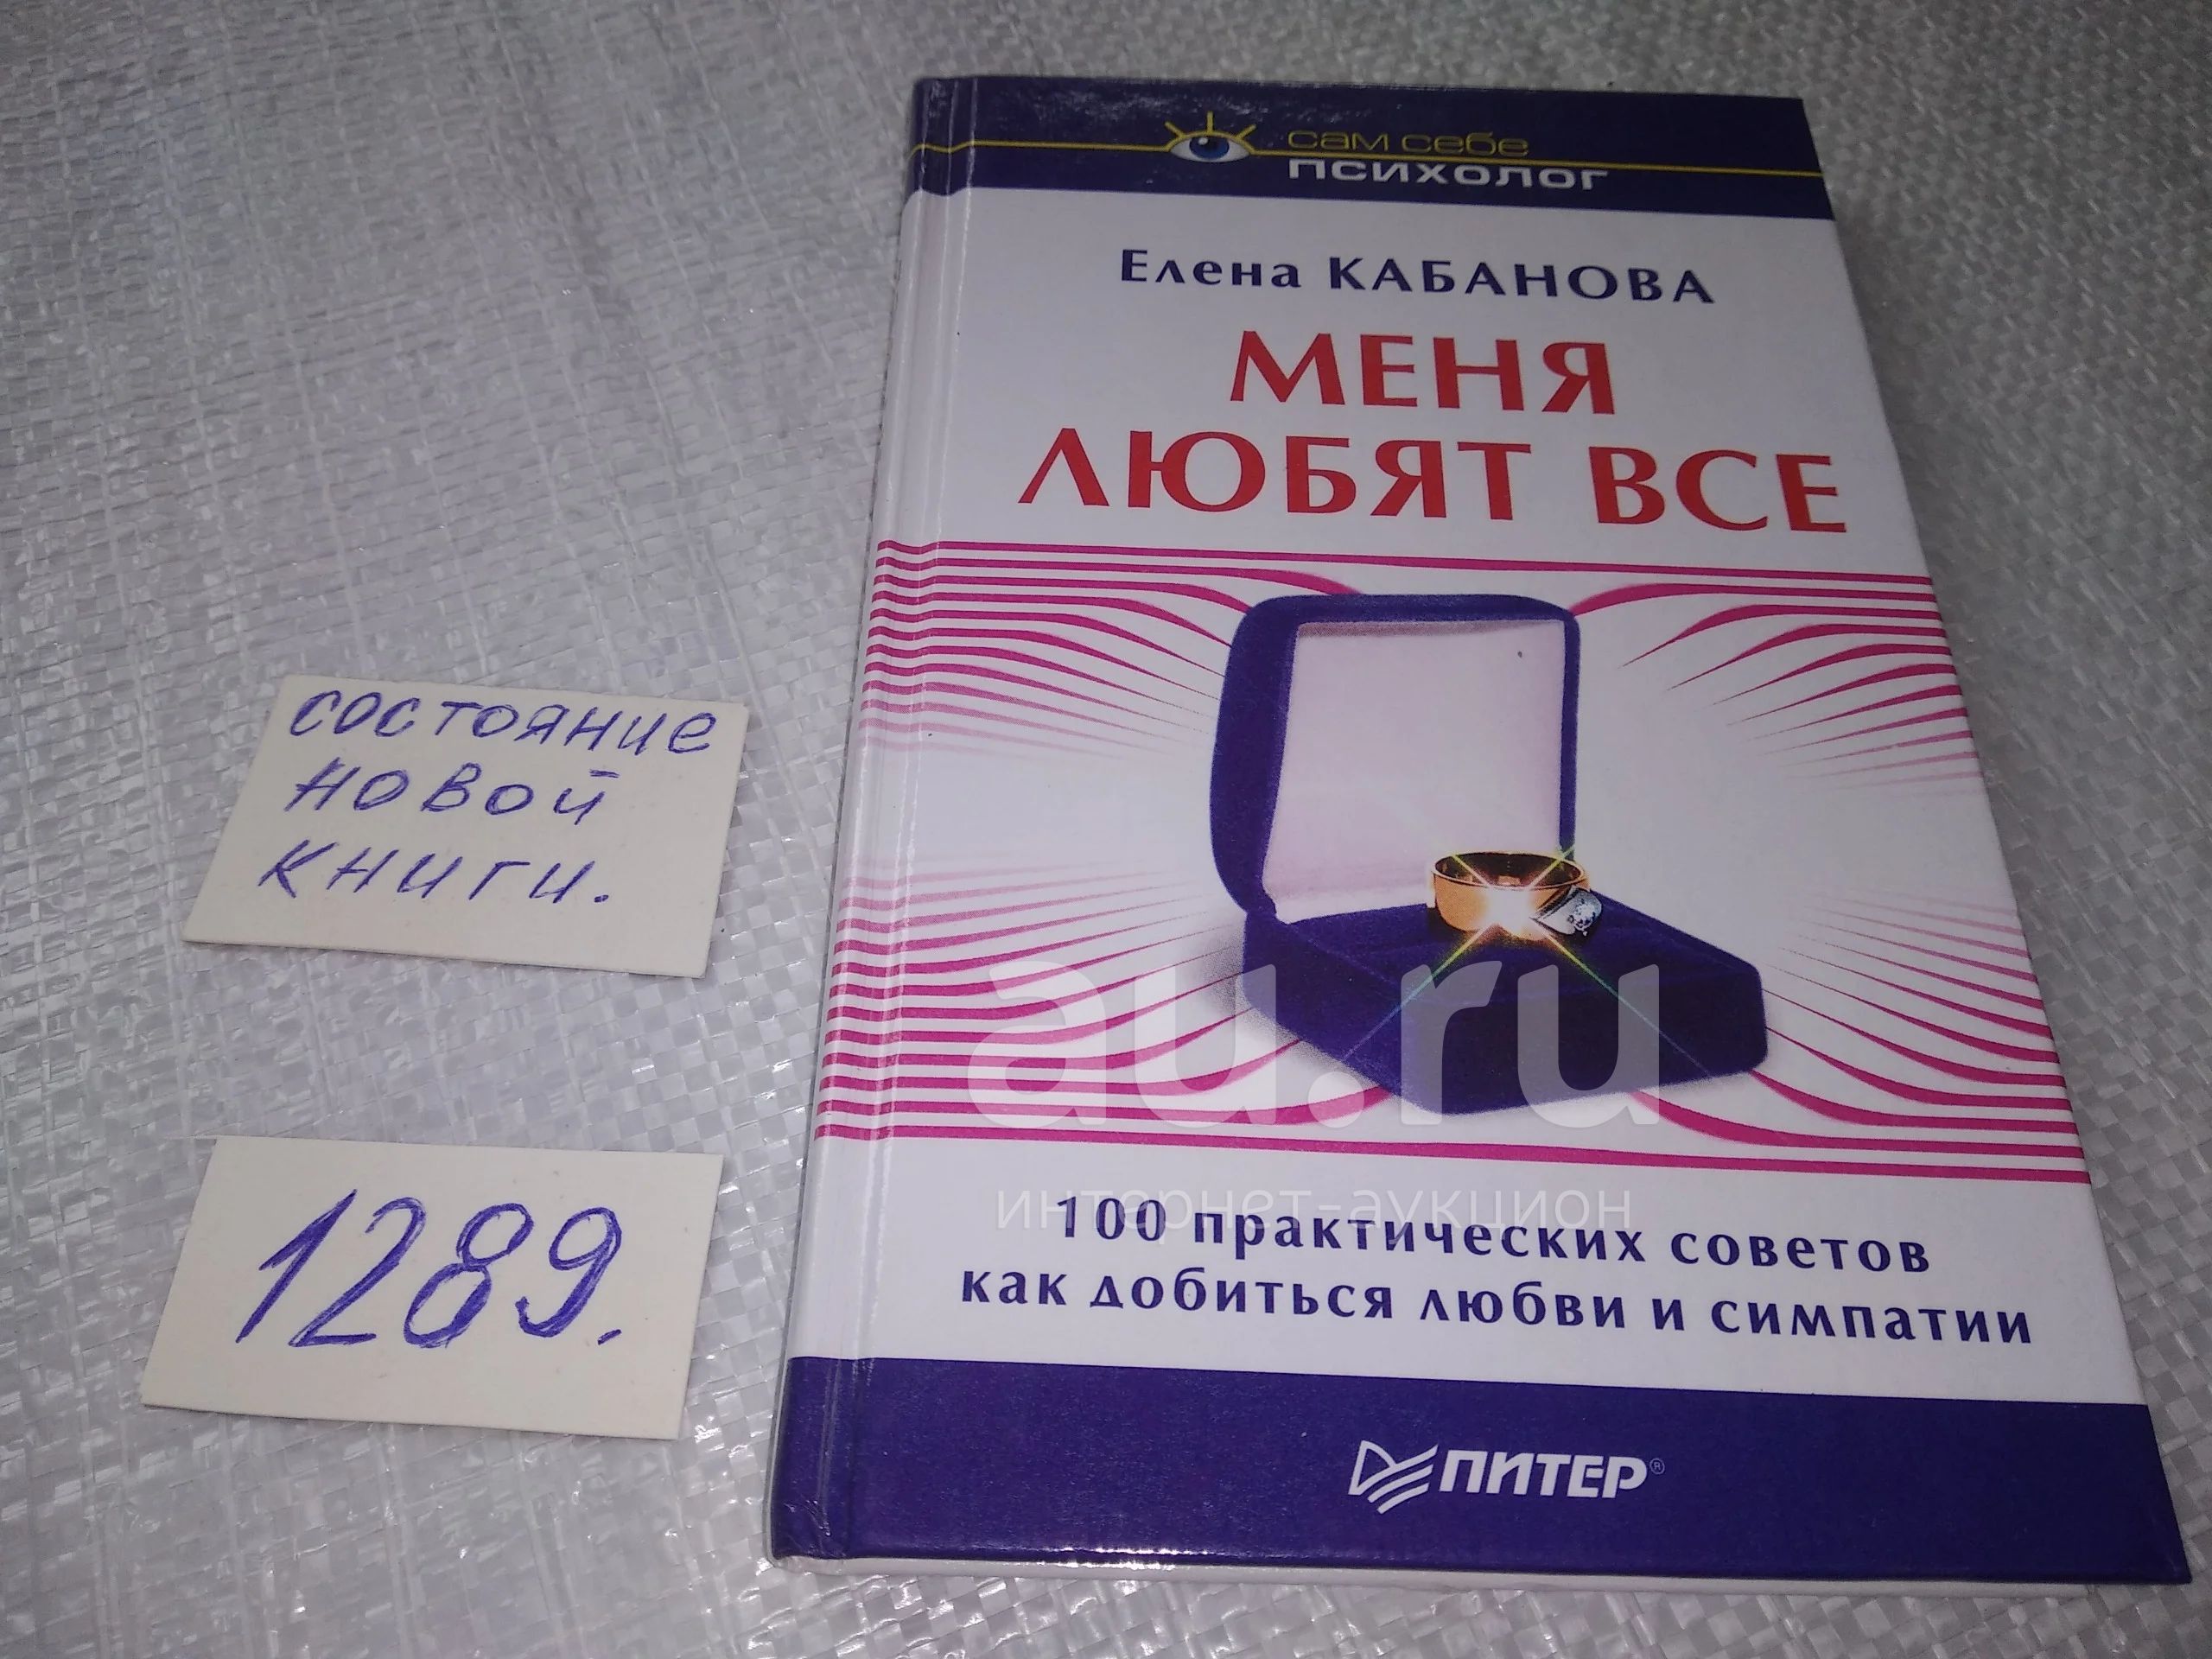 сам себе
психолог
Елена КАБАНОВА
МЕНЯ
ЛЮБЯТ ВСЕ
состояние
новой
книги.
au.ru
интернет-аукцион
1289.
100 практических советов
как добиться любви и симпатии
ПИТЕР®